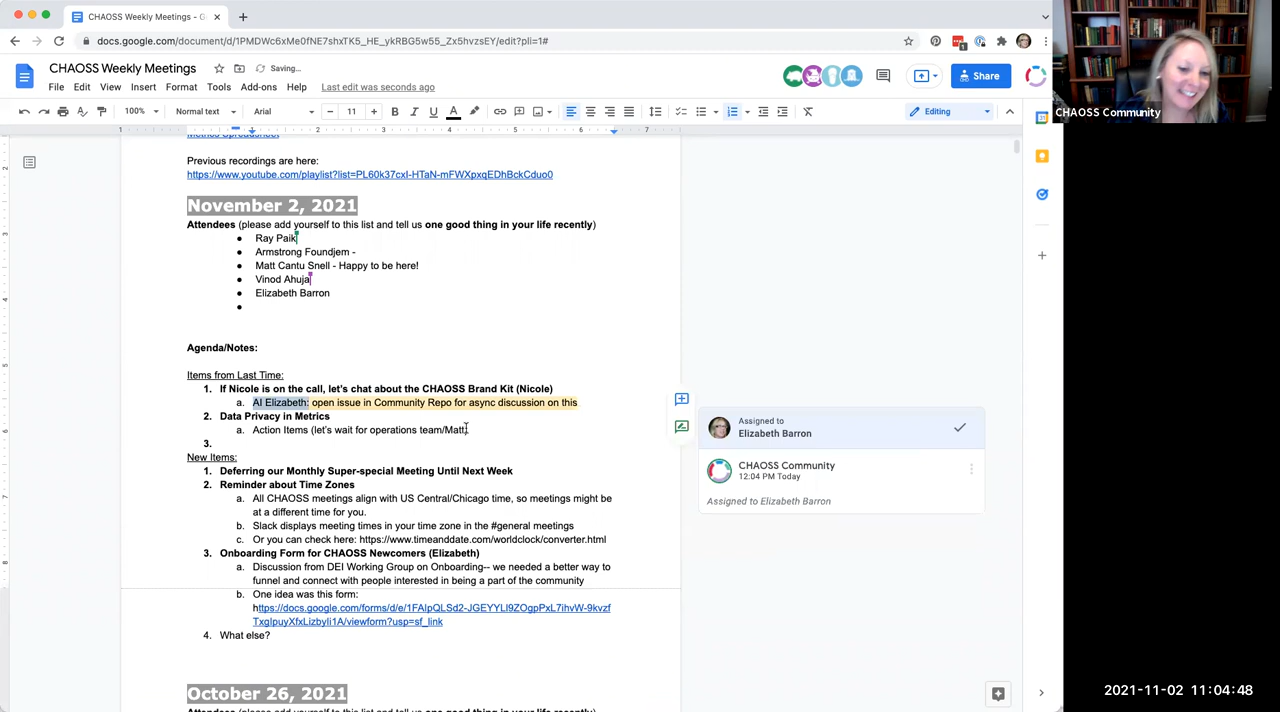 CHAOSS Weekly Meetings - G
docs.google.com/document/d/1PMDWc6xMe0fNE7shxTK5_HE_ykRBG5w55_Zx5hvzsEY/edit?pli=1#
CHAOSS Weekly Meetings
Saving...
File Edit View Insert Format Tools Add-ons Help Last edit was seconds ago
Share
100% Normal text Arial 11 Editing
1 1 2 3 4 5 6 7
Metrics Spreadsheet
Previous recordings are here:
https://www.youtube.com/playlist?list=PL60k37cxI-HTaN-mFWXpxqEDhBckCduo0
November 2, 2021
Attendees (please add yourself to this list and tell us one good thing in your life recently)
● Ray Paik
● Armstrong Foundjem -
● Matt Cantu Snell - Happy to be here!
● Vinod Ahuja
● Elizabeth Barron
●
Agenda/Notes:
Items from Last Time:
1. If Nicole is on the call, let's chat about the CHAOSS Brand Kit (Nicole)
a. AI Elizabeth: open issue in Community Repo for async discussion on this
2. Data Privacy in Metrics
a. Action Items (let's wait for operations team/Matt)
3.
New Items:
1. Deferring our Monthly Super-special Meeting Until Next Week
2. Reminder about Time Zones
a. All CHAOSS meetings align with US Central/Chicago time, so meetings might be
at a different time for you.
b. Slack displays meeting times in your time zone in the #general meetings
c. Or you can check here: https://www.timeanddate.com/worldclock/converter.html
3. Onboarding Form for CHAOSS Newcomers (Elizabeth)
a. Discussion from DEI Working Group on Onboarding-- we needed a better way to
funnel and connect with people interested in being a part of the community
b. One idea was this form:
https://docs.google.com/forms/d/e/1FAIpQLSd2-JGEYYLI9ZOgpPxL7ihvW-9kvzf
TxgIpuyXfxLizbyIi1A/viewform?usp=sf_link
4. What else?
October 26, 2021
Assigned to
Elizabeth Barron
CHAOSS Community
12:04 PM Today
Assigned to Elizabeth Barron
CHAOSS Community
2021-11-02 11:04:48